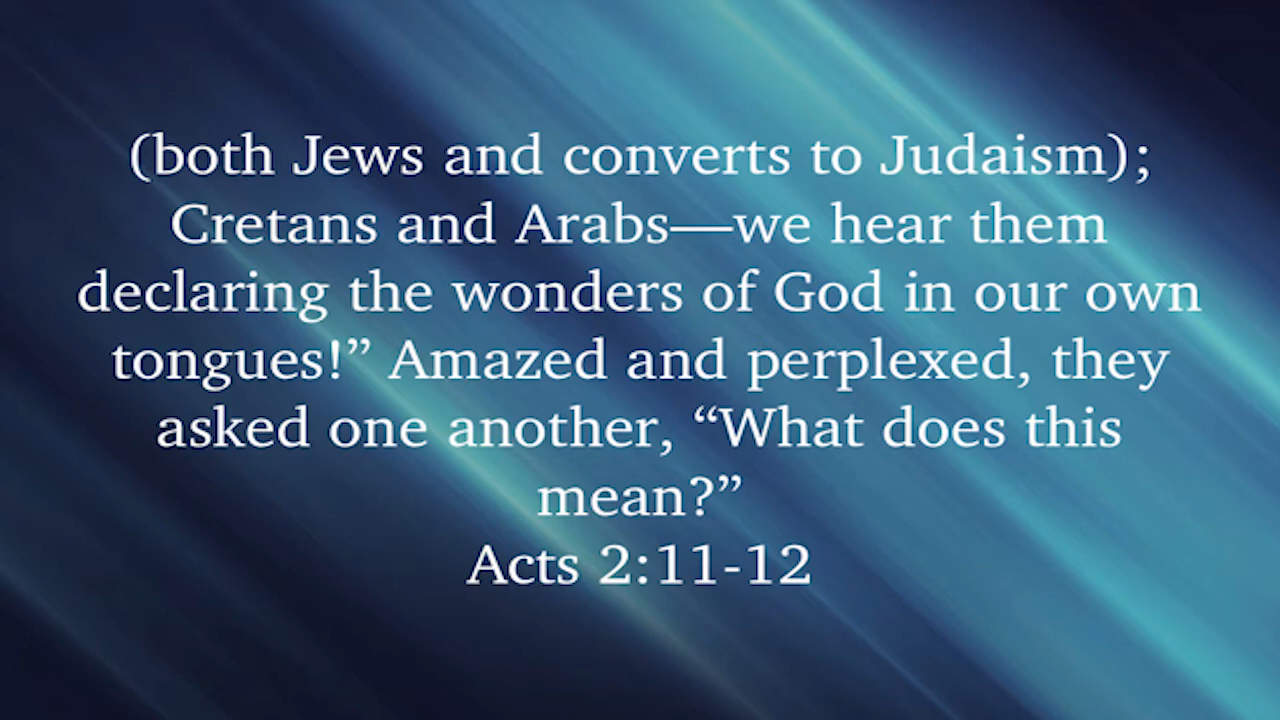 (both Jews and converts to Judaism);
Cretans and Arabs—we hear them
declaring the wonders of God in our own
tongues!” Amazed and perplexed, they
asked one another, “What does this
mean?”
Acts 2:11-12